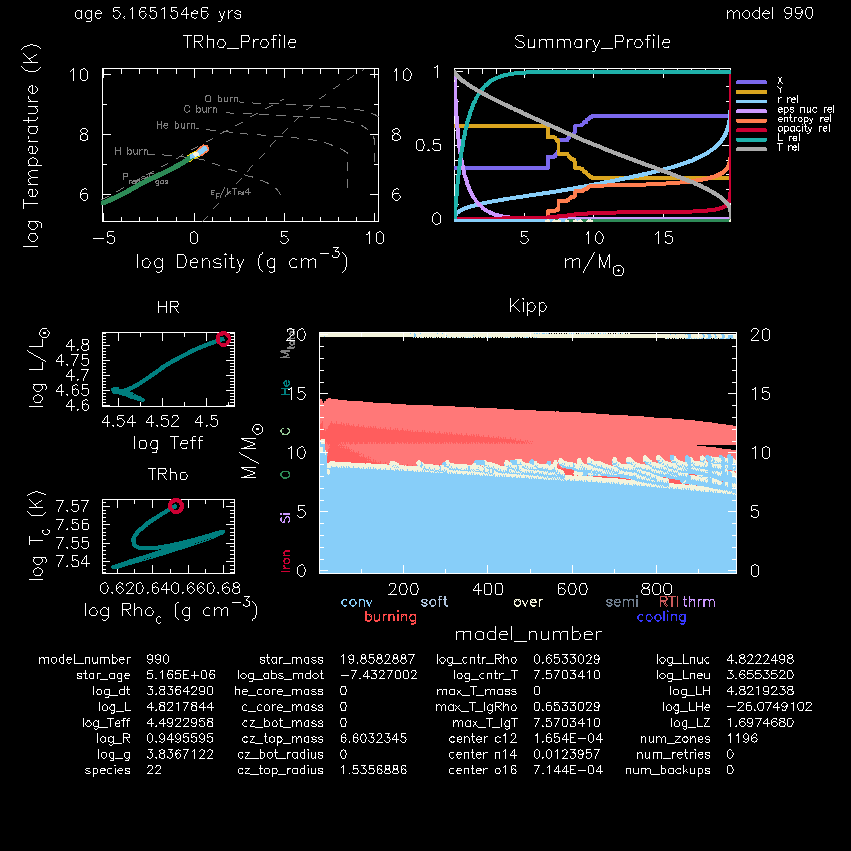 age 5.165154e6 yrs model 990
TRho_Profile Summary_Profile
log Temperature (K)
10 8 6
10 8 6
O burn
C burn
He burn
H burn
εF/kT≈4
−5 0 5 10
log Density (g cm−3)
1 0.5 0
5 10 15
m/M⊙
X
Y
r rel
eps nuc rel
entropy rel
opacity rel
L rel
T rel
HR Kipp
log L/L⊙
4.8
4.75
4.7
4.65
4.6
4.54 4.52 4.5
log Teff
TRho
log Tc (K)
7.57
7.56
7.55
7.54
0.62 0.64 0.66 0.68
log Rhoc (g cm−3)
M/M⊙
Mtotal
He
C
O
Si
Iron
20 15 10 5 0
20 15 10 5 0
200 400 600 800
conv soft over semi RTI thrm
burning cooling
model_number
model_number 990 star_mass 19.8582887 log_cntr_Rho 0.6533029 log_Lnuc 4.8222498
star_age 5.165E+06 log_abs_mdot −7.4327002 log_cntr_T 7.5703410 log_Lneu 3.6553520
log_dt 3.8364290 he_core_mass 0 max_T_mass 0 log_LH 4.8219238
log_L 4.8217844 c_core_mass 0 max_T_lgRho 0.6533029 log_LHe −26.0749102
log_Teff 4.4922958 cz_bot_mass 0 max_T_lgT 7.5703410 log_LZ 1.6974680
log_R 0.9495595 cz_top_mass 6.6032345 center c12 1.654E−04 num_zones 1196
log_g 3.8367122 cz_bot_radius 0 center n14 0.0123957 num_retries 0
species 22 cz_top_radius 1.5356886 center o16 7.144E−04 num_backups 0